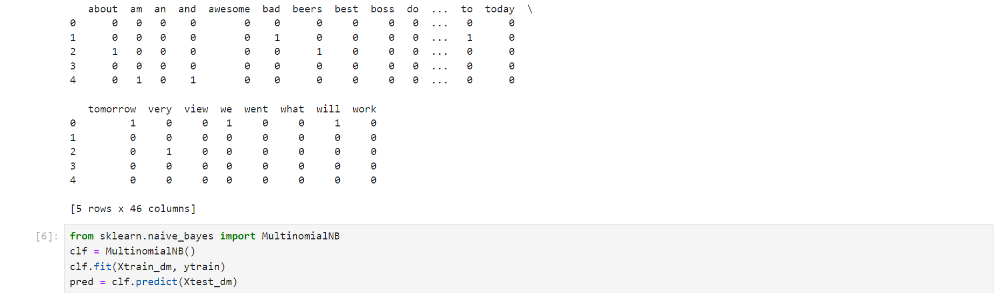 about am an and awesome bad beers best boss do ... to today \
0 0 0 0 0 0 0 0 0 0 0 ... 0 0
1 0 0 0 0 0 1 0 0 0 0 ... 1 0
2 1 0 0 0 0 0 1 0 0 0 ... 0 0
3 0 0 0 0 0 0 0 0 0 0 ... 0 0
4 0 1 0 1 0 0 0 0 0 0 ... 0 0
tomorrow very view we went what will work
0 1 0 0 1 0 0 1 0
1 0 0 0 0 0 0 0 0
2 0 1 0 0 0 0 0 0
3 0 0 0 0 0 0 0 0
4 0 0 0 0 0 0 0 0
[5 rows x 46 columns]
[6]: from sklearn.naive_bayes import MultinomialNB
clf = MultinomialNB()
clf.fit(Xtrain_dm, ytrain)
pred = clf.predict(Xtest_dm)